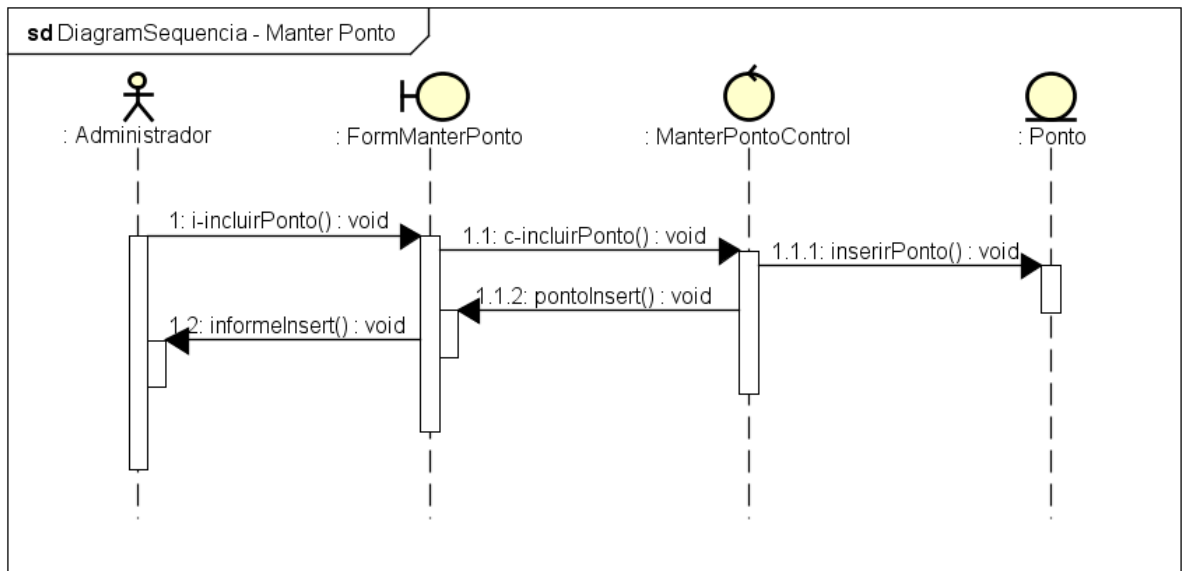 sd DiagramSequencia - Manter Ponto
: Administrador
: FormManterPonto
: ManterPontoControl
: Ponto
1: i-incluirPonto() : void
1.1: c-incluirPonto() : void
1.1.1: inserirPonto() : void
1.1.2: pontoInsert() : void
1.2: informeInsert() : void